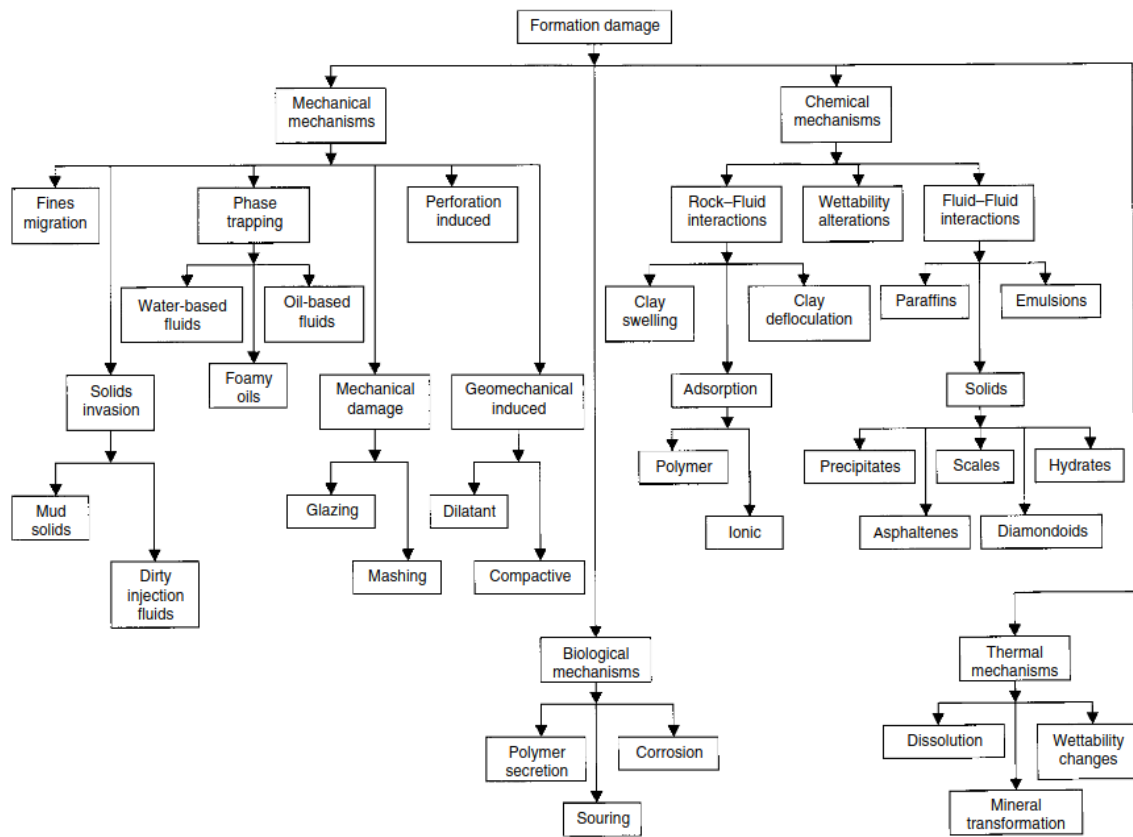 Formation damage
Mechanical
mechanisms
Chemical
mechanisms
Fines
migration
Phase
trapping
Perforation
induced
Rock–Fluid
interactions
Wettability
alterations
Fluid–Fluid
interactions
Water-based
fluids
Oil-based
fluids
Clay
swelling
Clay
defloculation
Paraffins
Emulsions
Solids
invasion
Foamy
oils
Mechanical
damage
Geomechanical
induced
Adsorption
Solids
Polymer
Precipitates
Scales
Hydrates
Mud
solids
Glazing
Dilatant
Ionic
Asphaltenes
Diamondoids
Dirty
injection
fluids
Mashing
Compactive
Biological
mechanisms
Thermal
mechanisms
Polymer
secretion
Corrosion
Dissolution
Wettability
changes
Souring
Mineral
transformation